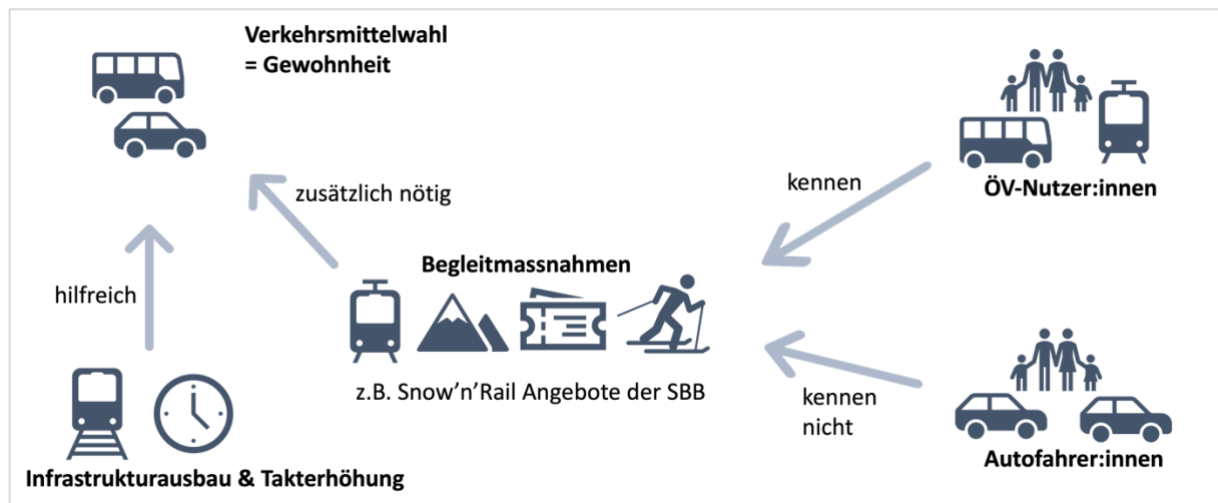 Verkehrsmittelwahl
= Gewohnheit
zusätzlich nötig
hilfreich
Infrastrukturausbau & Takterhöhung
Begleitmassnahmen
z.B. Snow'n'Rail Angebote der SBB
kennen
ÖV-Nutzer:innen
kennen
nicht
Autofahrer:innen